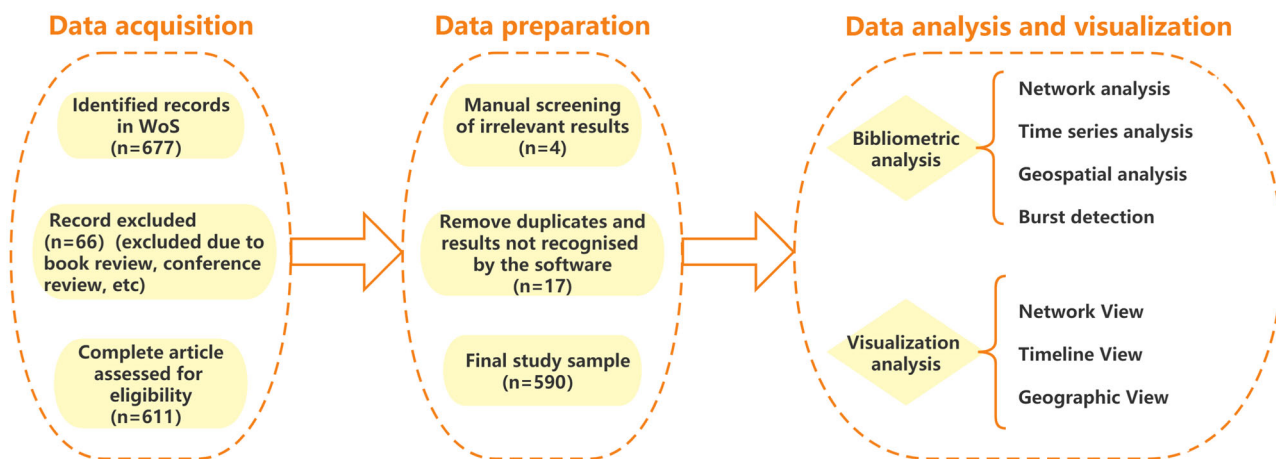 Data acquisition
Identified records
in WoS
(n=677)
Record excluded
(n=66) (excluded due to
book review, conference
review, etc)
Complete article
assessed for
eligibility
(n=611)
Data preparation
Manual screening
of irrelevant results
(n=4)
Remove duplicates and
results not recognised
by the software
(n=17)
Final study sample
(n=590)
Data analysis and visualization
Bibliometric
analysis
Network analysis
Time series analysis
Geospatial analysis
Burst detection
Visualization
analysis
Network View
Timeline View
Geographic View